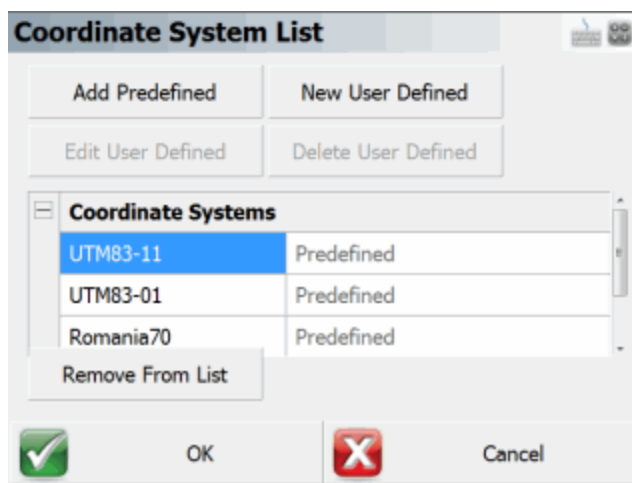 Coordinate System List
Add Predefined New User Defined
Edit User Defined Delete User Defined
Coordinate Systems
UTM83-11 Predefined
UTM83-01 Predefined
Romania70 Predefined
Remove From List
OK Cancel